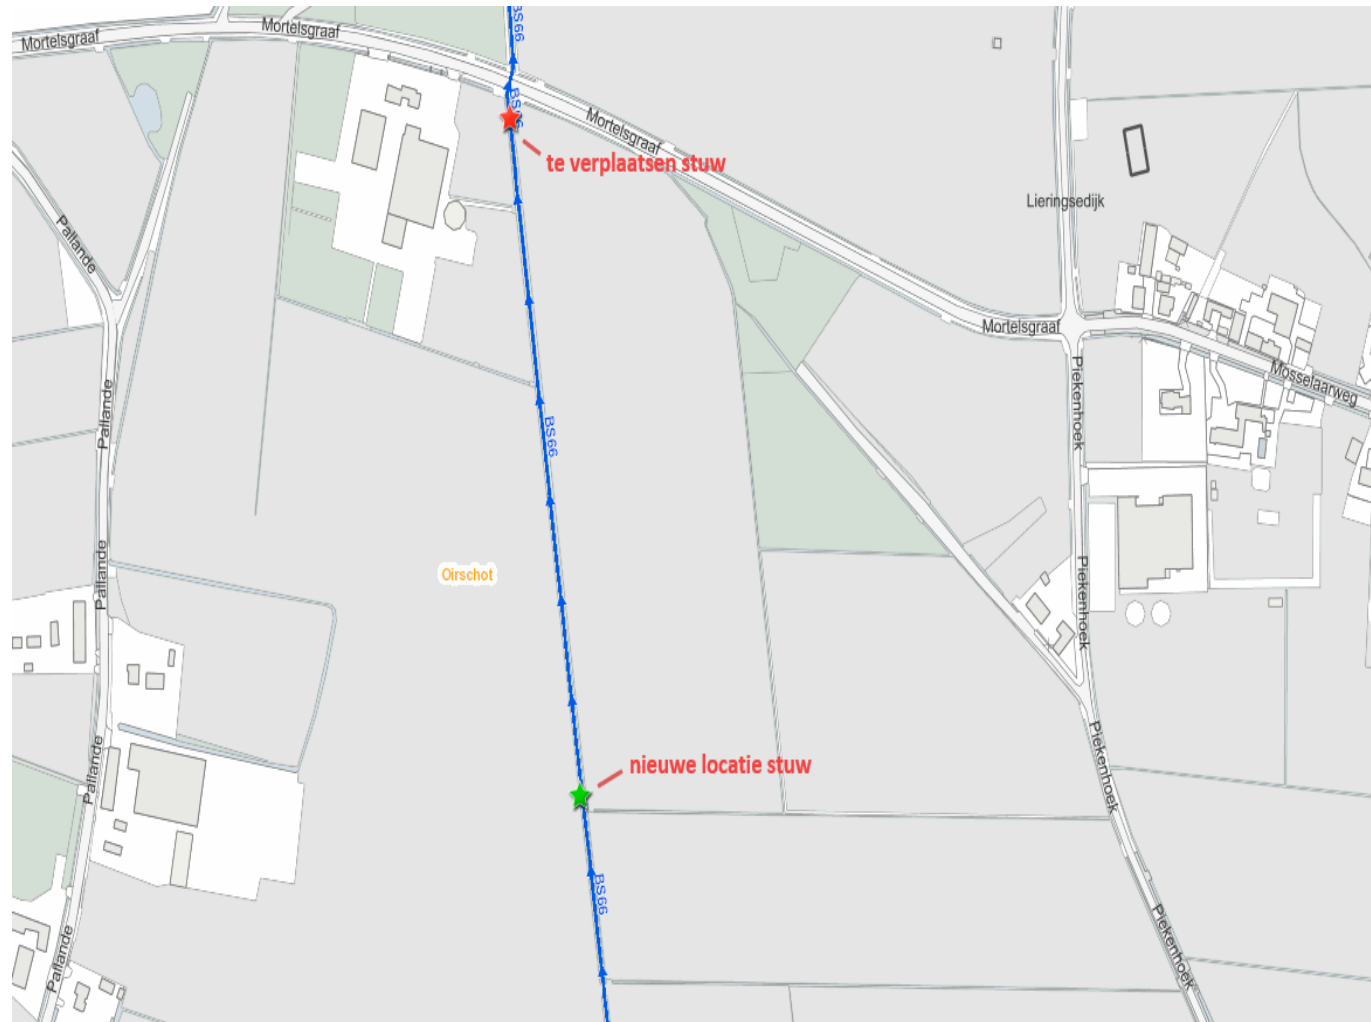 BS66
Mortelsgraaf
Mortelsgraaf
BS66
Mortelsgraaf
te verplaatsen stuw
Lieringsedijk
Pallande
Mortelsgraaf
Piekenhoek
Mosselaarweg
Pallande
BS66
Oirschot
Pallande
Piekenhoek
Pallande
nieuwe locatie stuw
Piekenhoek
BS66
Pallande
Piekenhoek